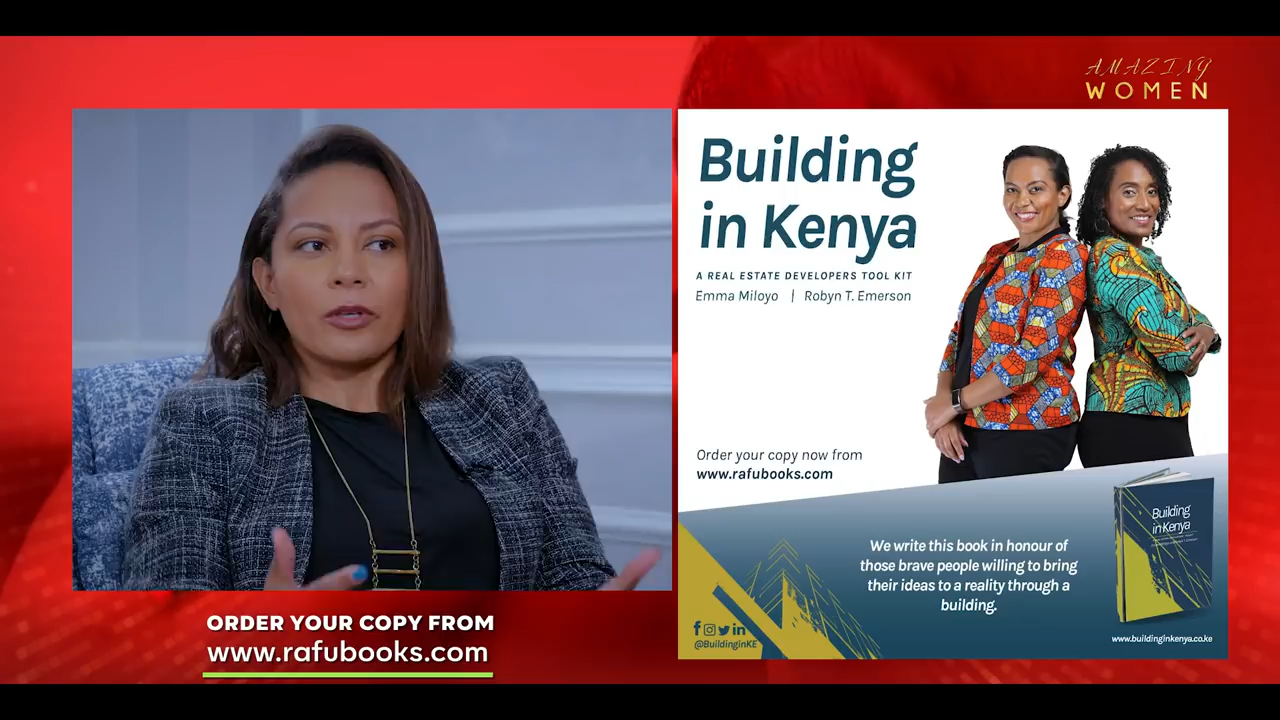 AMAZING
WOMEN
Building
in Kenya
A REAL ESTATE DEVELOPERS TOOL KIT
Emma Miloyo | Robyn T. Emerson
Order your copy now from
www.rafubooks.com
We write this book in honour of
those brave people willing to bring
their ideas to a reality through a
building.
Building
in Kenya
@BuildinginKE
www.buildinginkenya.co.ke
ORDER YOUR COPY FROM
www.rafubooks.com